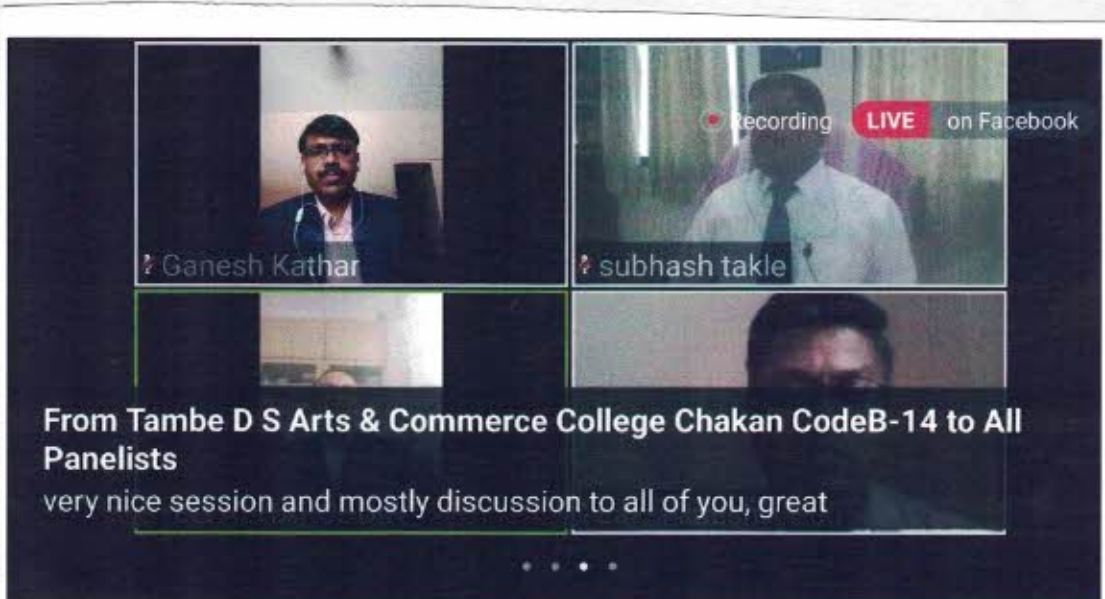 Recording LIVE on Facebook
Ganesh Kathar
subhash takle
From Tambe D S Arts & Commerce College Chakan CodeB-14 to All
Panelists
very nice session and mostly discussion to all of you, great